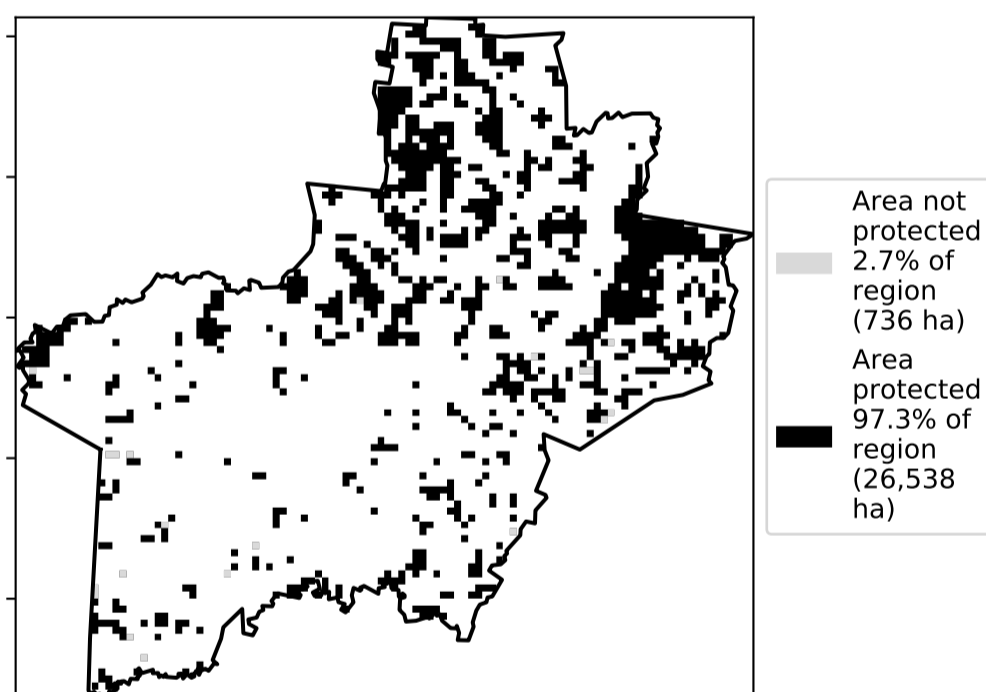 Area not
protected
2.7% of
region
(736 ha)
Area
protected
97.3% of
region
(26,538
ha)